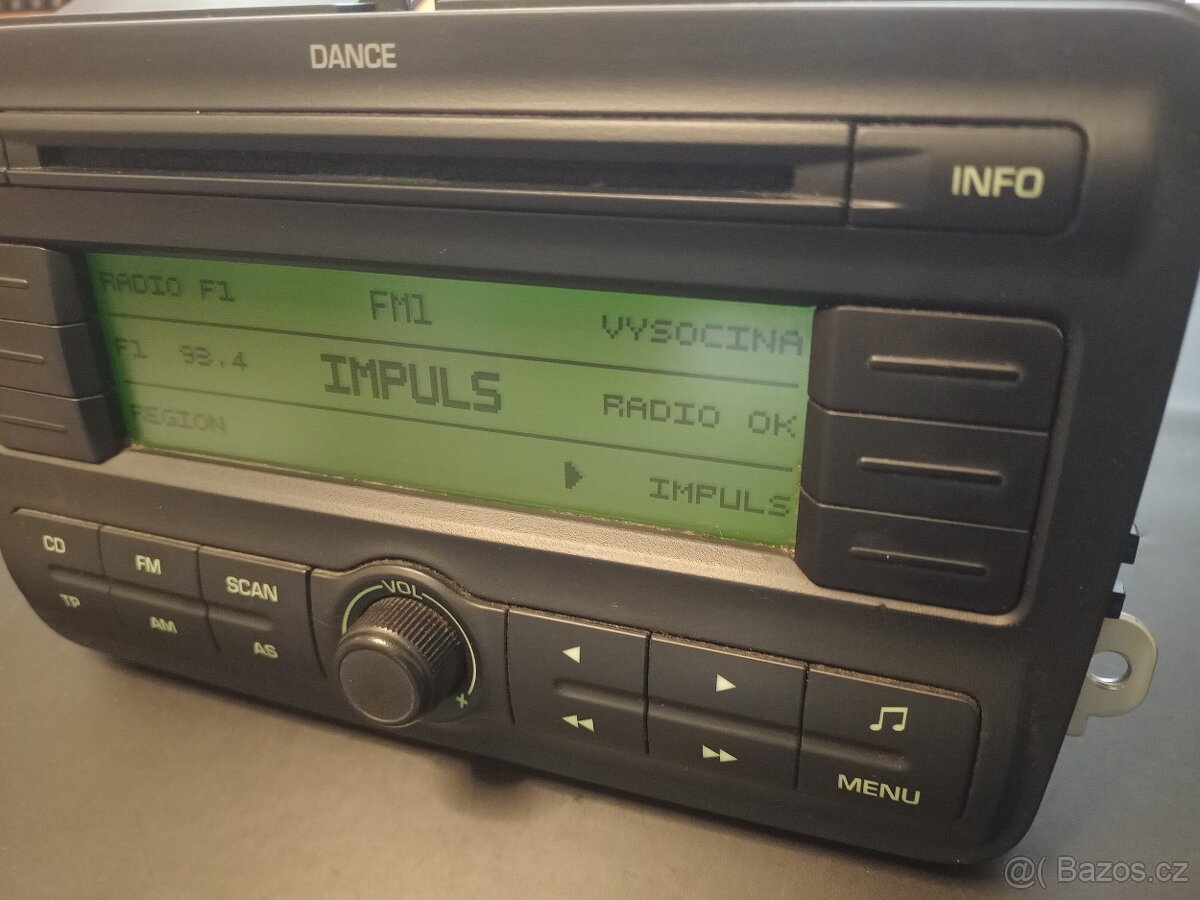 DANCE
INFO
RADIO F1 FM1 VYSOCINA
F1 93.4 IMPULS RADIO OK
REGION IMPULS
CD FM SCAN VOL
TP AM AS +
MENU
@( Bazos.cz